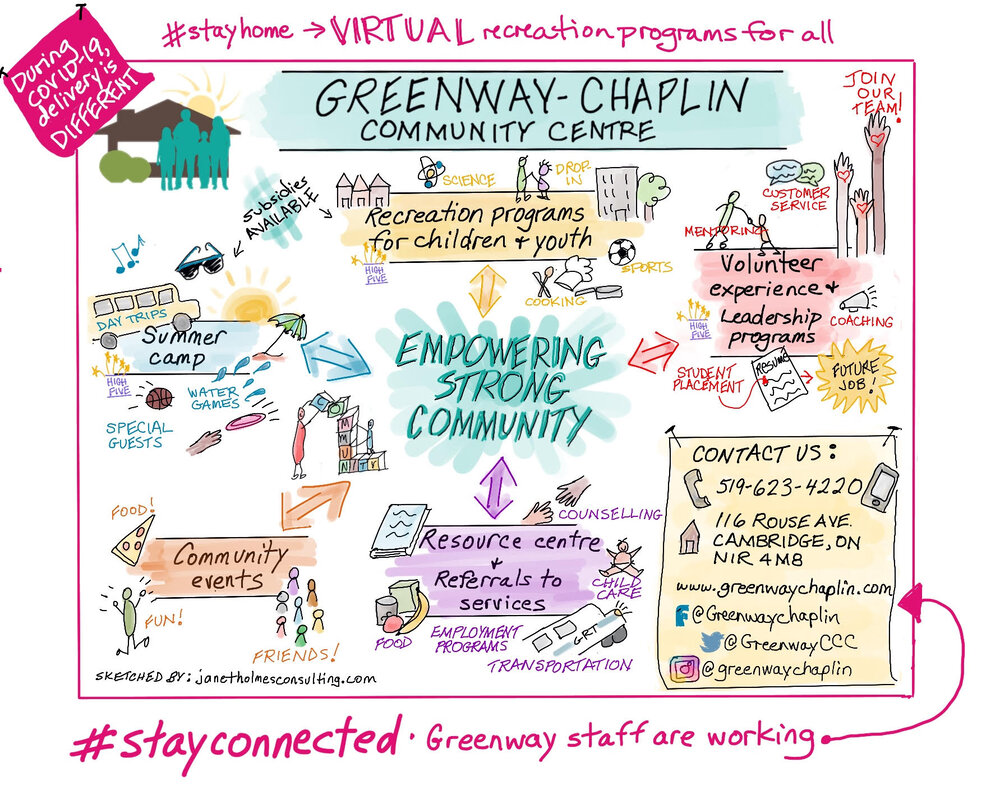 #stayhome → VIRTUAL recreation programs for all
During
COVID-19,
delivery is
DIFFERENT
GREENWAY-CHAPLIN
COMMUNITY CENTRE
JOIN
OUR
TEAM!
subsidies
AVAILABLE
SCIENCE
DROP
IN
Recreation programs
for children + youth
HIGH
FIVE
SPORTS
COOKING
CUSTOMER
SERVICE
MENTORING
Volunteer
experience +
Leadership
programs
HIGH
FIVE
COACHING
STUDENT
PLACEMENT
RESUME
FUTURE
JOB!
DAY TRIPS
Summer
camp
HIGH
FIVE
WATER
GAMES
SPECIAL
GUESTS
EMPOWERING
STRONG
COMMUNITY
COMMUNITY
FOOD!
Community
events
FUN!
FRIENDS!
COUNSELLING
Resource centre
+
Referrals to
services
CHILD
CARE
FOOD
EMPLOYMENT
PROGRAMS
GRT
TRANSPORTATION
CONTACT US:
519-623-4220
116 ROUSE AVE.
CAMBRIDGE, ON
N1R 4M8
www.greenwaychaplin.com
f @Greenwaychaplin
@GreenwayCCC
@greenwaychaplin
SKETCHED BY: janetholmesconsulting.com
#stayconnected · Greenway staff are working